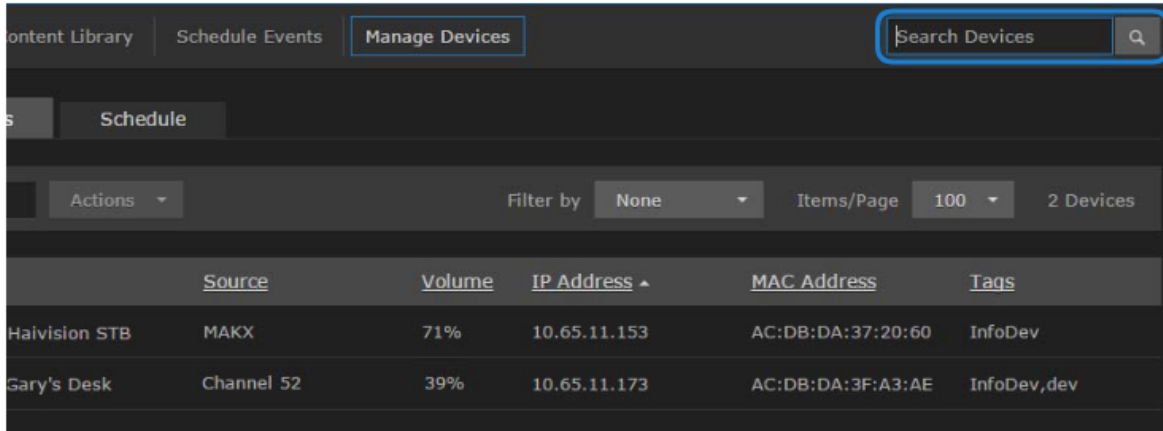 ontent Library Schedule Events Manage Devices Search Devices
s Schedule
Actions Filter by None Items/Page 100 2 Devices
Source Volume IP Address MAC Address Tags
Haivision STB MAKX 71% 10.65.11.153 AC:DB:DA:37:20:60 InfoDev
Gary's Desk Channel 52 39% 10.65.11.173 AC:DB:DA:3F:A3:AE InfoDev,dev